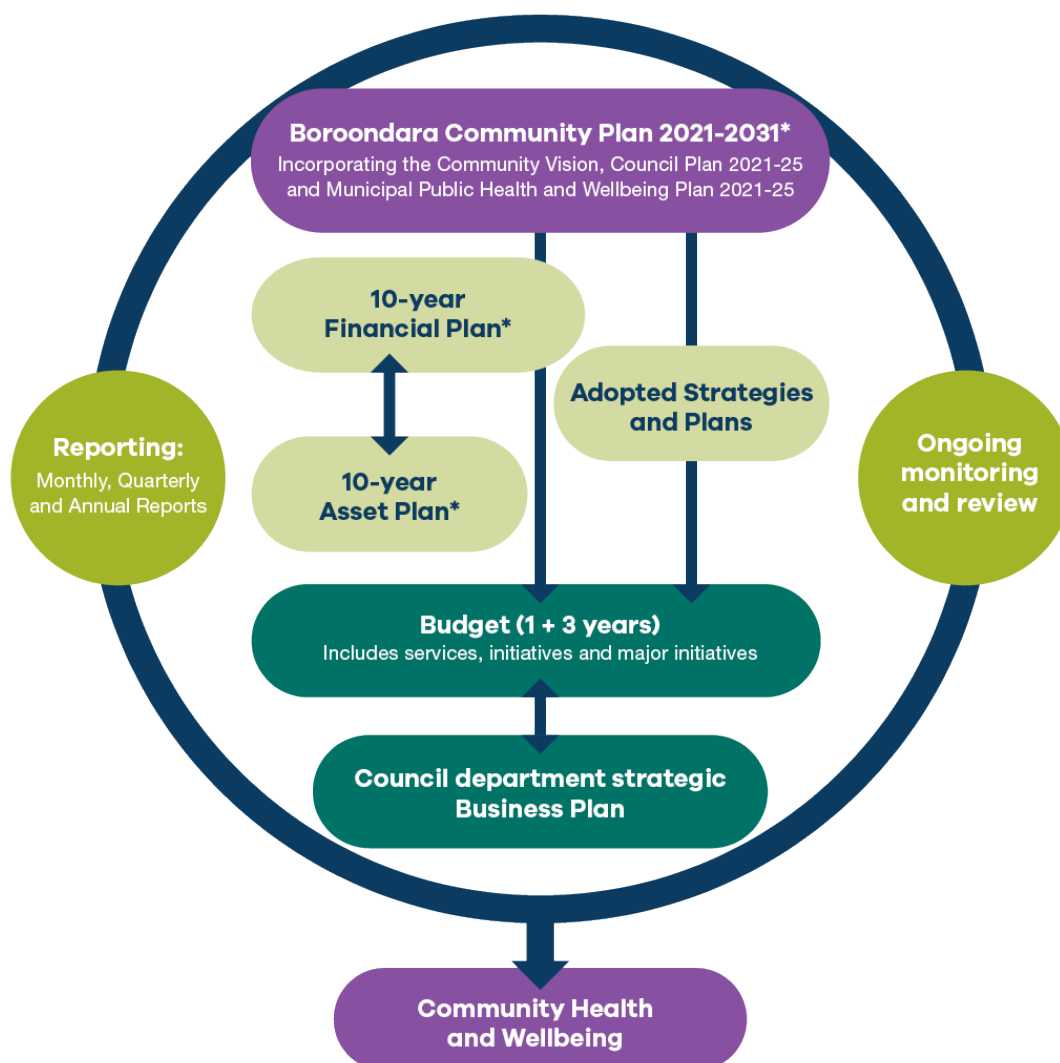 Boroondara Community Plan 2021-2031*
Incorporating the Community Vision, Council Plan 2021-25
and Municipal Public Health and Wellbeing Plan 2021-25
10-year
Financial Plan*
Adopted Strategies
and Plans
Reporting:
Monthly, Quarterly
and Annual Reports
10-year
Asset Plan*
Ongoing
monitoring
and review
Budget (1 + 3 years)
Includes services, initiatives and major initiatives
Council department strategic
Business Plan
Community Health
and Wellbeing